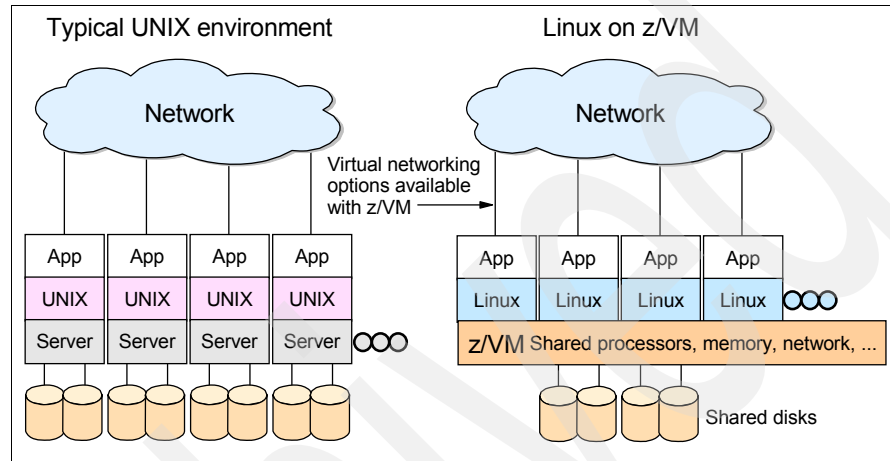 Typical UNIX environment
Linux on z/VM
Network
Network
Virtual networking
options available
with z/VM
App App App App
UNIX UNIX UNIX UNIX
Server Server Server Server
App App App App
Linux Linux Linux Linux
z/VM Shared processors, memory, network, ...
Shared disks